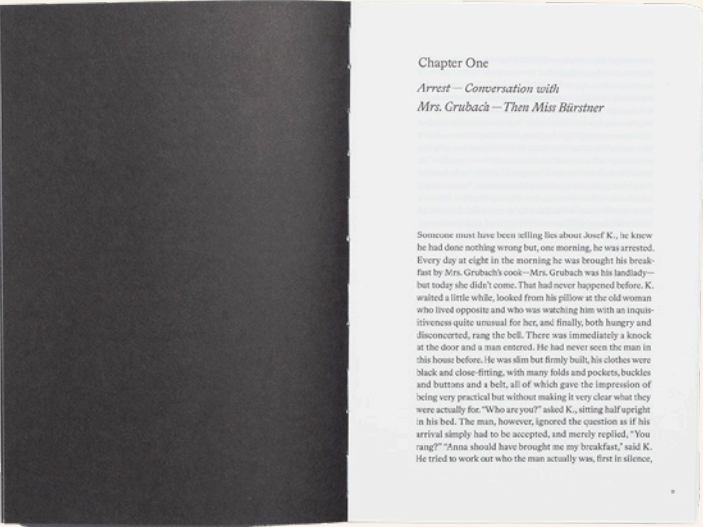 Chapter One
Arrest — Conversation with
Mrs. Grubach — Then Miss Bürstner
Someone must have been telling lies about Josef K., he knew
he had done nothing wrong but, one morning, he was arrested.
Every day at eight in the morning he was brought his break-
fast by Mrs. Grubach's cook—Mrs. Grubach was his landlady—
but today she didn't come. That had never happened before. K.
waited a little while, looked from his pillow at the old woman
who lived opposite and who was watching him with an inquis-
itiveness quite unusual for her, and finally, both hungry and
disconcerted, rang the bell. There was immediately a knock
at the door and a man entered. He had never seen the man in
this house before. He was slim but firmly built, his clothes were
black and close-fitting, with many folds and pockets, buckles
and buttons and a belt, all of which gave the impression of
being very practical but without making it very clear what they
were actually for. "Who are you?" asked K., sitting half upright
in his bed. The man, however, ignored the question as if his
arrival simply had to be accepted, and merely replied, "You
rang?" "Anna should have brought me my breakfast," said K.
He tried to work out who the man actually was, first in silence,